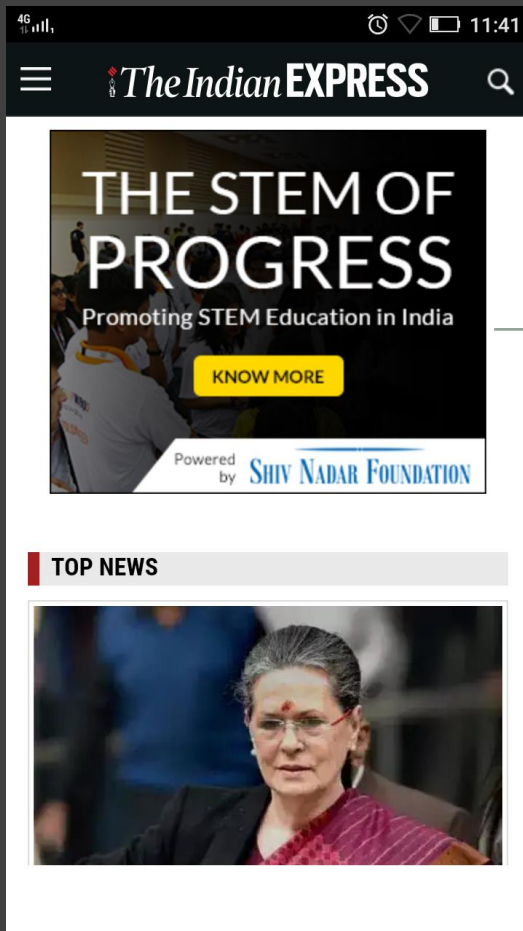 4G
11:41
The Indian EXPRESS
THE STEM OF
PROGRESS
Promoting STEM Education in India
KNOW MORE
Powered
by SHIV NADAR FOUNDATION
TOP NEWS